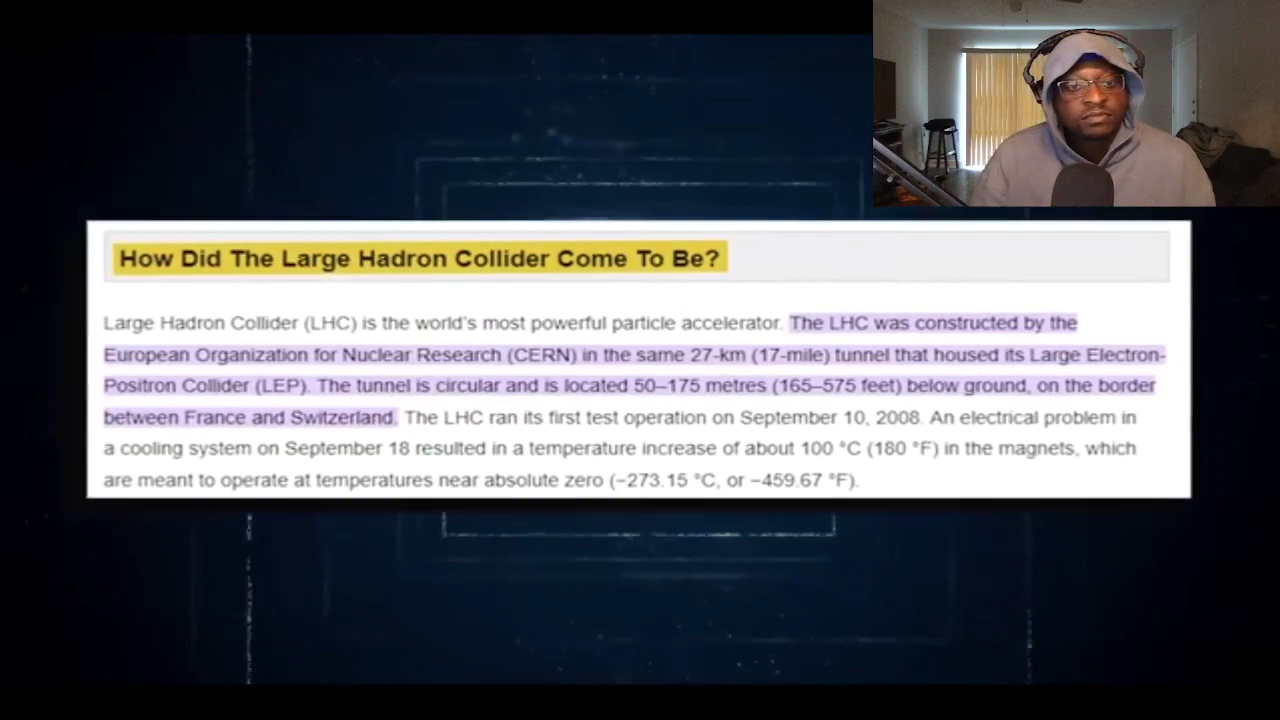 How Did The Large Hadron Collider Come To Be?
Large Hadron Collider (LHC) is the world's most powerful particle accelerator. The LHC was constructed by the
European Organization for Nuclear Research (CERN) in the same 27-km (17-mile) tunnel that housed its Large Electron-
Positron Collider (LEP). The tunnel is circular and is located 50–175 metres (165–575 feet) below ground, on the border
between France and Switzerland. The LHC ran its first test operation on September 10, 2008. An electrical problem in
a cooling system on September 18 resulted in a temperature increase of about 100 °C (180 °F) in the magnets, which
are meant to operate at temperatures near absolute zero (−273.15 °C, or −459.67 °F).